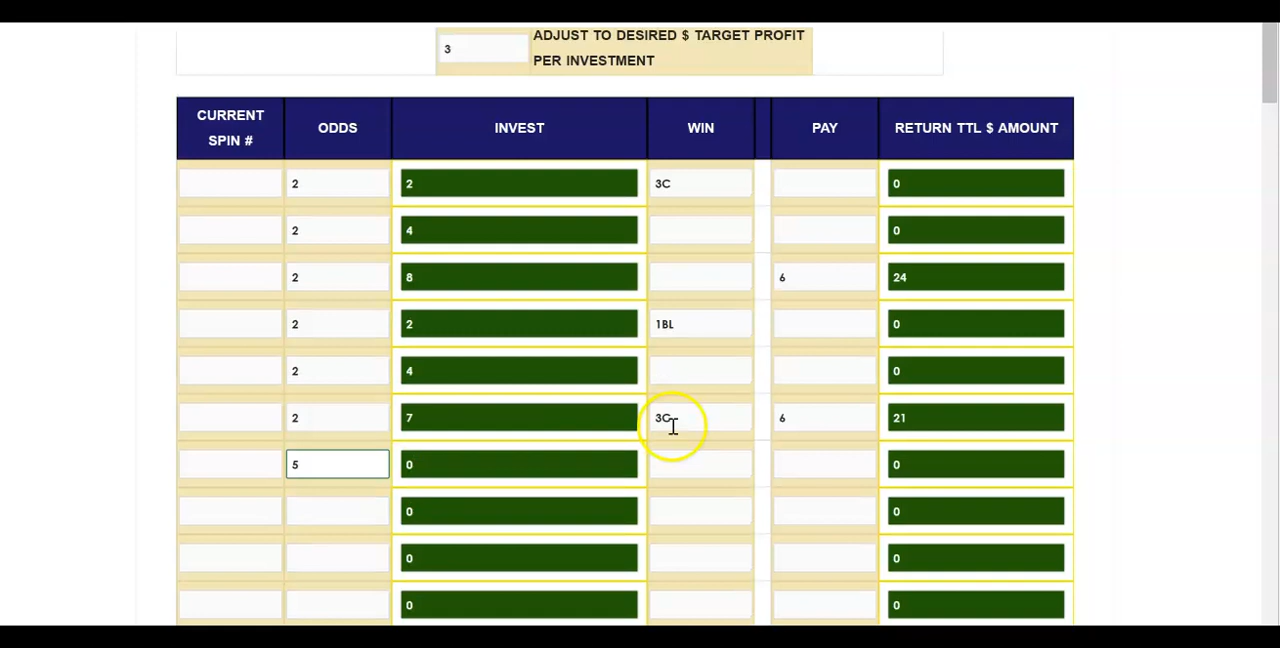 3
ADJUST TO DESIRED $ TARGET PROFIT
PER INVESTMENT
CURRENT
SPIN #
ODDS
INVEST
WIN
PAY
RETURN TTL $ AMOUNT
2 2 3C 0
2 4 0
2 8 6 24
2 2 1BL 0
2 4 0
2 7 3C 6 21
5 0 0
0 0
0 0
0 0